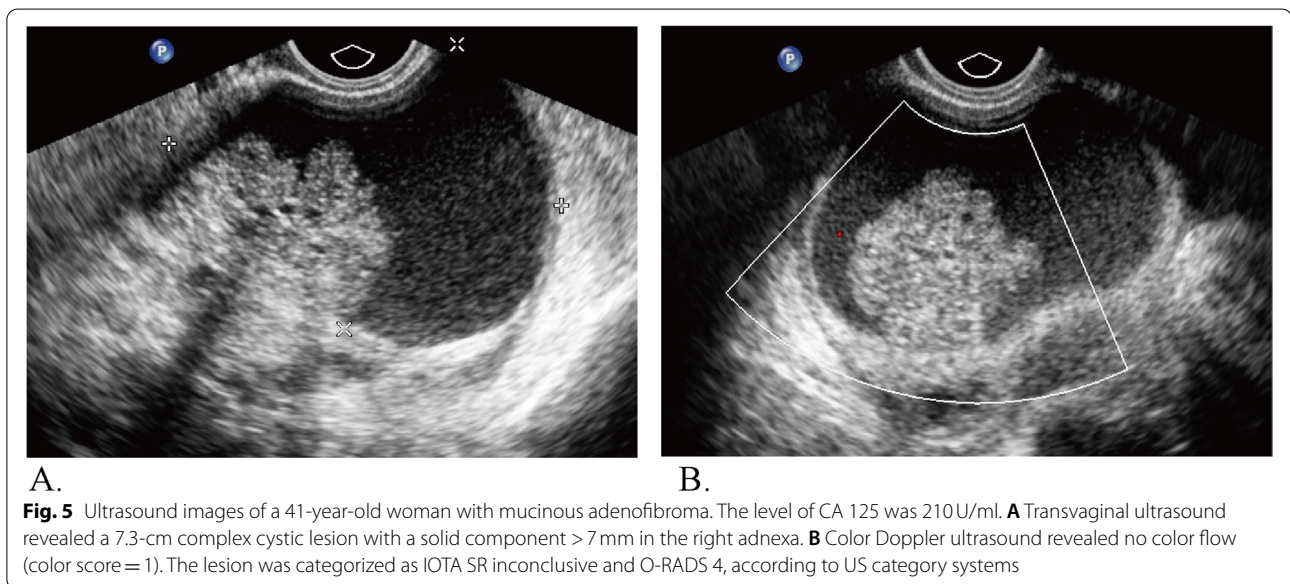 P
P
A.
B.
Fig. 5 Ultrasound images of a 41-year-old woman with mucinous adenofibroma. The level of CA 125 was 210 U/ml. A Transvaginal ultrasound
revealed a 7.3-cm complex cystic lesion with a solid component > 7 mm in the right adnexa. B Color Doppler ultrasound revealed no color flow
(color score = 1). The lesion was categorized as IOTA SR inconclusive and O-RADS 4, according to US category systems